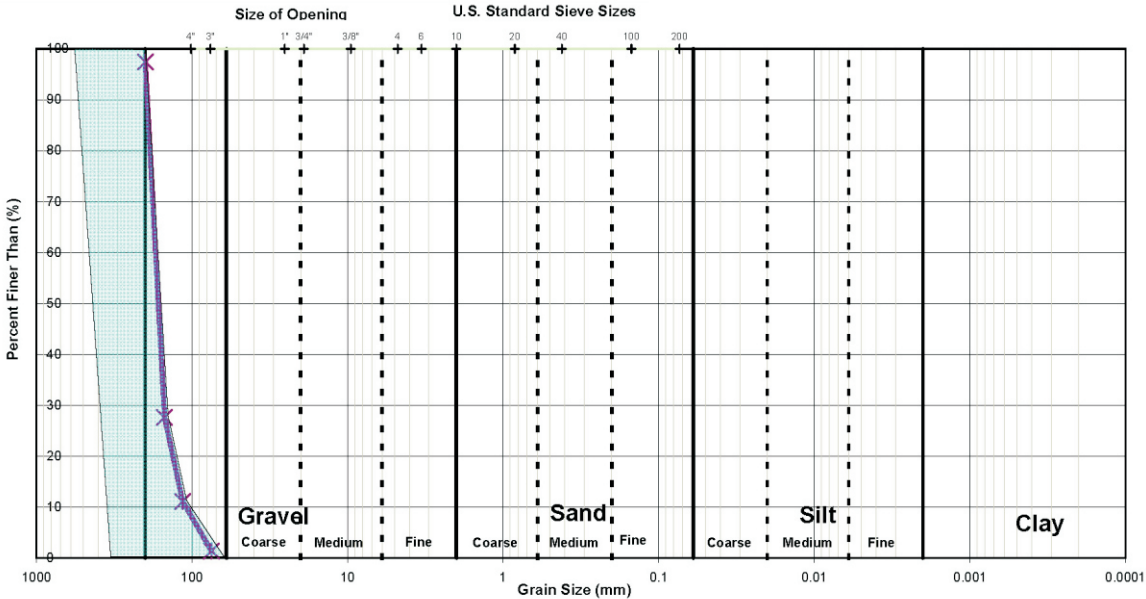 Size of Opening
U.S. Standard Sieve Sizes
4" 3" 1" 3/4" 3/8" 4 6 10 20 40 100 200
Percent Finer Than (%)
100
90
80
70
60
50
40
30
20
10
0
Gravel
Sand
Silt
Clay
Coarse Medium Fine Coarse Medium Fine Coarse Medium Fine
1000 100 10 1 0.1 0.01 0.001 0.0001
Grain Size (mm)